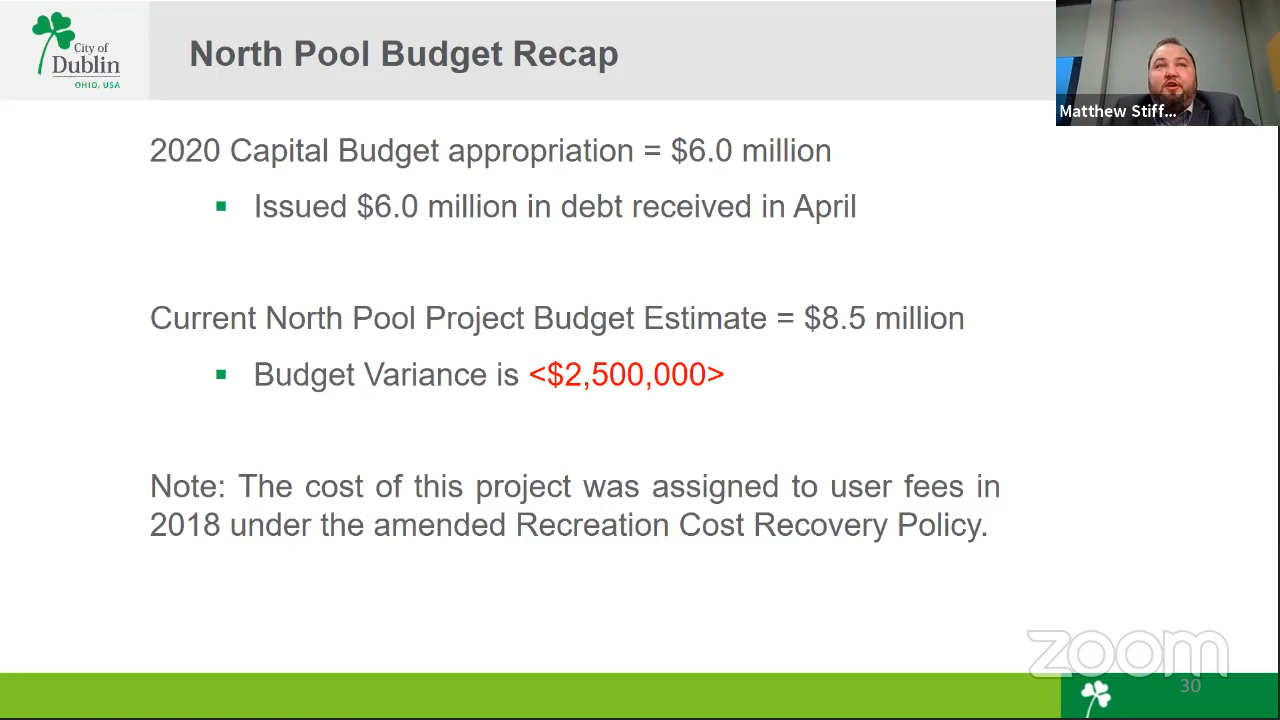 City of
Dublin
OHIO, USA
North Pool Budget Recap
Matthew Stiff...
2020 Capital Budget appropriation = $6.0 million
▪ Issued $6.0 million in debt received in April
Current North Pool Project Budget Estimate = $8.5 million
▪ Budget Variance is <$2,500,000>
Note: The cost of this project was assigned to user fees in
2018 under the amended Recreation Cost Recovery Policy.
zoom
30